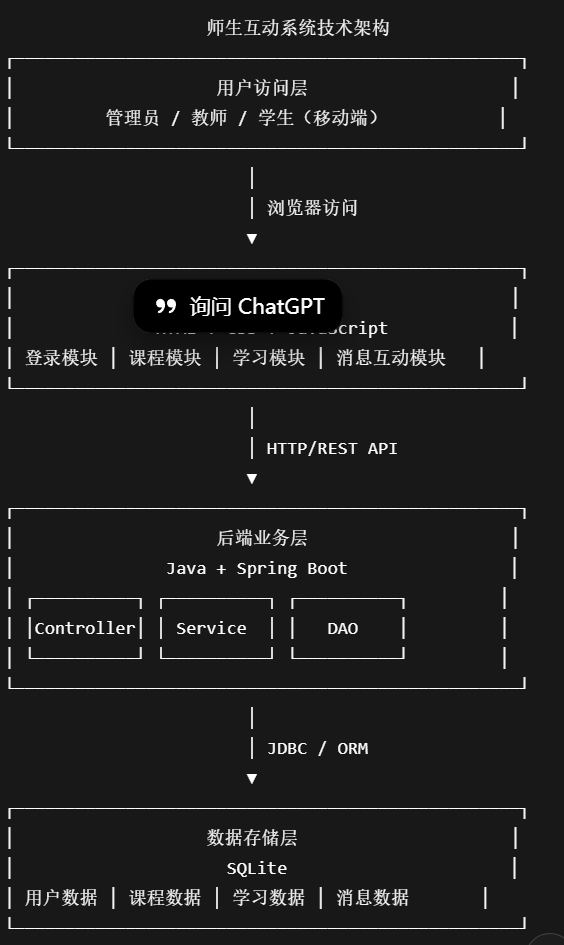 师生互动系统技术架构
用户访问层
管理员 / 教师 / 学生（移动端）
浏览器访问
询问 ChatGPT
script
登录模块 | 课程模块 | 学习模块 | 消息互动模块
HTTP/REST API
后端业务层
Java + Spring Boot
Controller Service DAO
JDBC / ORM
数据存储层
SQLite
用户数据 | 课程数据 | 学习数据 | 消息数据